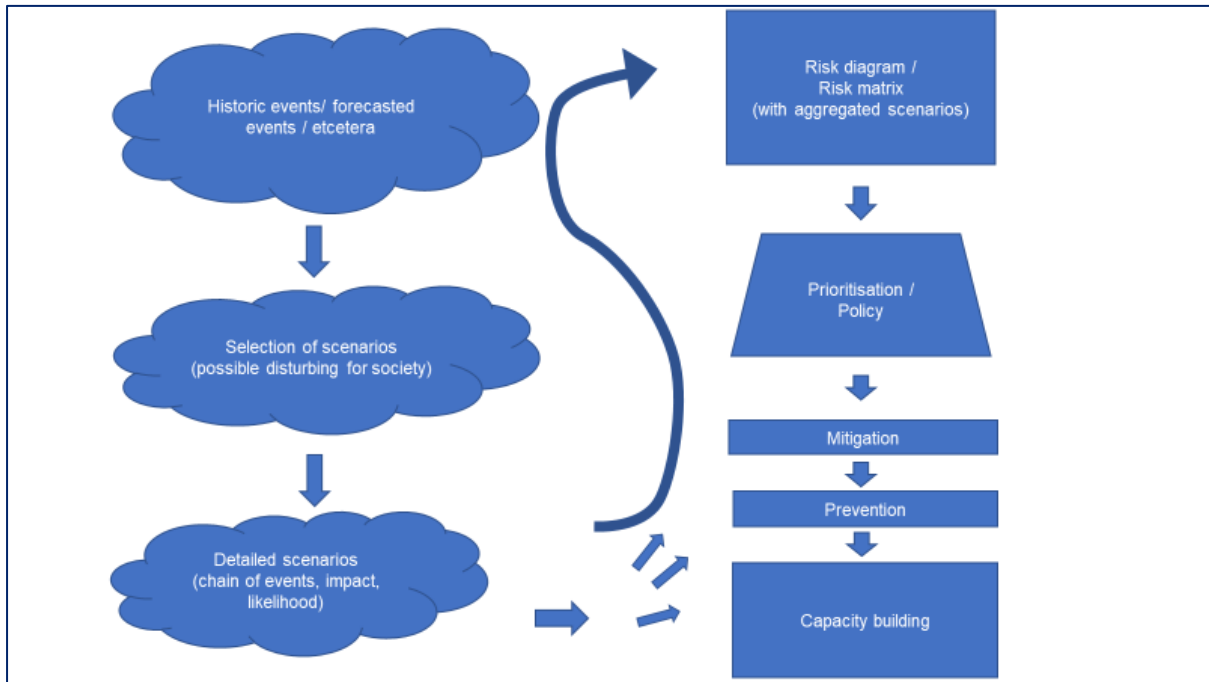 Historic events/ forecasted
events / etcetera
Selection of scenarios
(possible disturbing for society)
Detailed scenarios
(chain of events, impact,
likelihood)
Risk diagram /
Risk matrix
(with aggregated scenarios)
Prioritisation /
Policy
Mitigation
Prevention
Capacity building